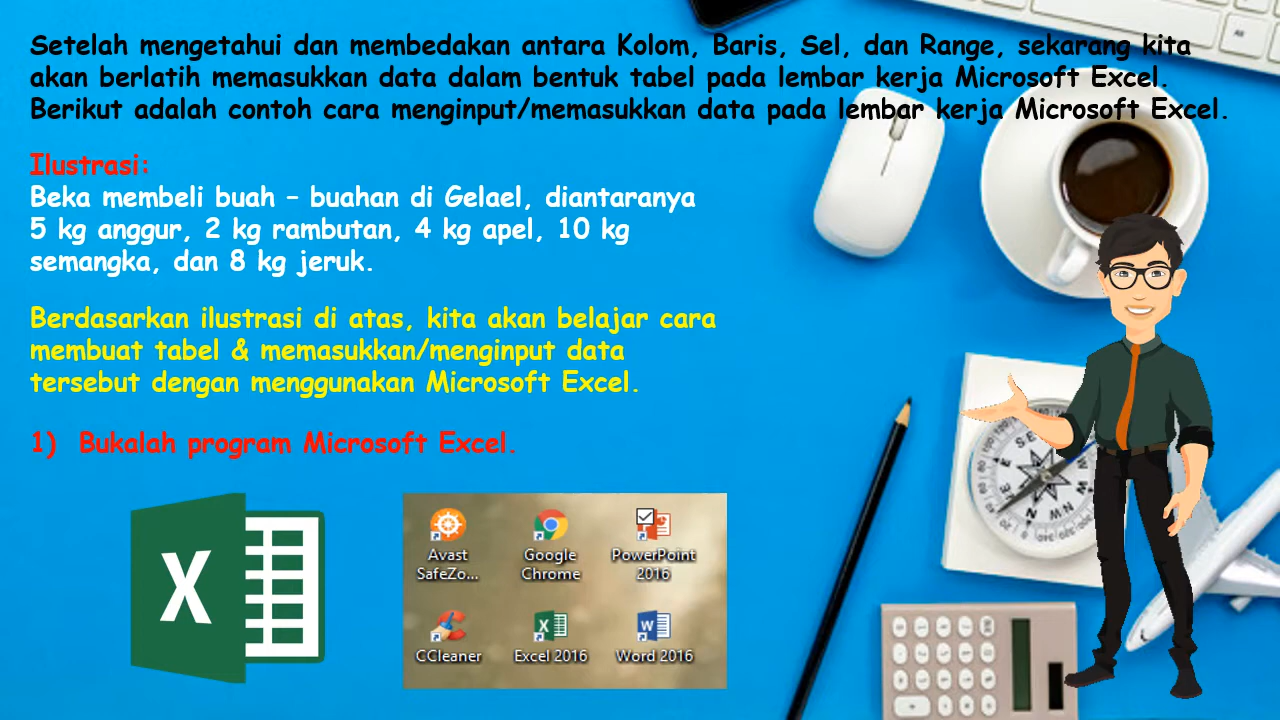 Setelah mengetahui dan membedakan antara Kolom, Baris, Sel, dan Range, sekarang kita
akan berlatih memasukkan data dalam bentuk tabel pada lembar kerja Microsoft Excel.
Berikut adalah contoh cara menginput/memasukkan data pada lembar kerja Microsoft Excel.
Ilustrasi:
Beka membeli buah – buahan di Gelael, diantaranya
5 kg anggur, 2 kg rambutan, 4 kg apel, 10 kg
semangka, dan 8 kg jeruk.
Berdasarkan ilustrasi di atas, kita akan belajar cara
membuat tabel & memasukkan/menginput data
tersebut dengan menggunakan Microsoft Excel.
1) Bukalah program Microsoft Excel.
X
Avast
SafeZo...
Google
Chrome
PowerPoint
2016
CCleaner
Excel 2016
Word 2016